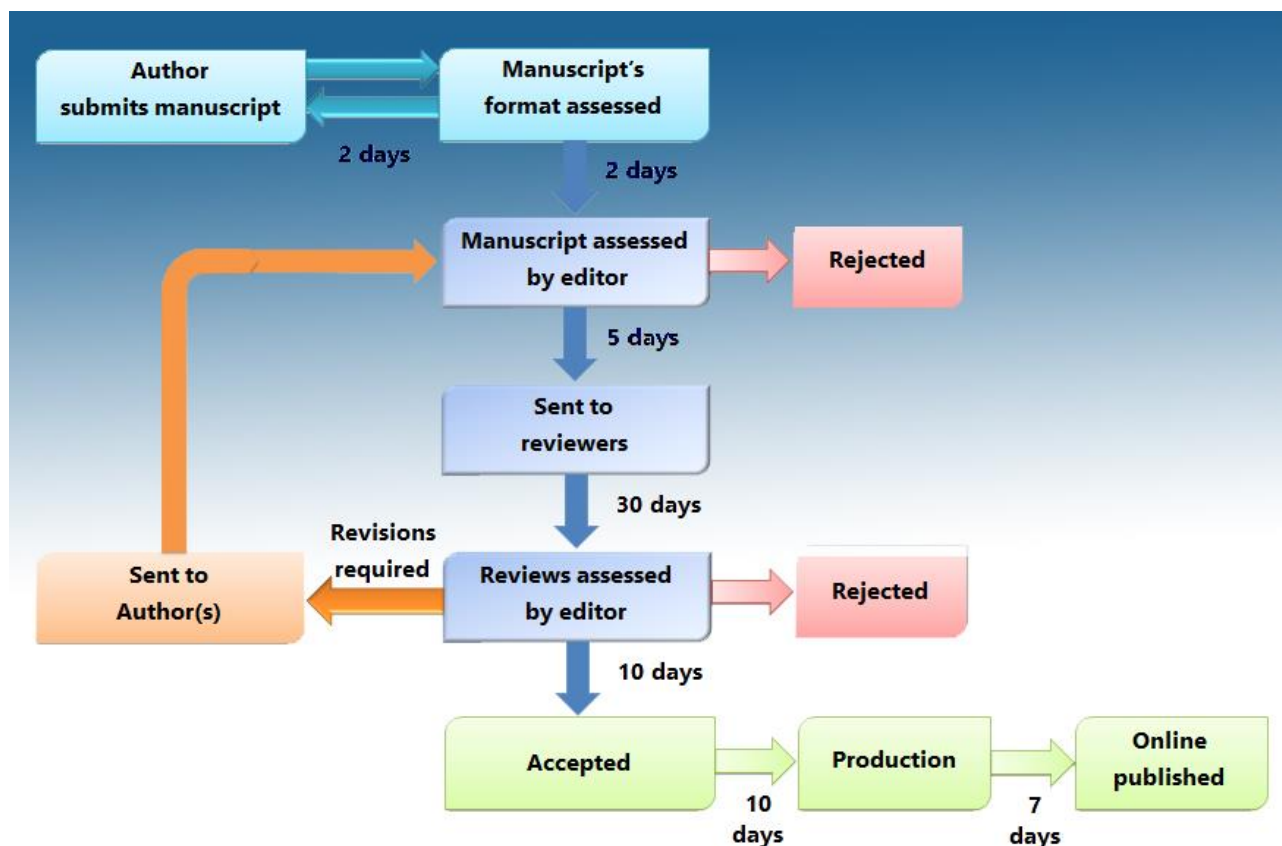 Author
submits manuscript
Manuscript's
format assessed
2 days
2 days
Manuscript assessed
by editor
Rejected
5 days
Sent to
reviewers
30 days
Revisions
required
Sent to
Author(s)
Reviews assessed
by editor
Rejected
10 days
Accepted
Production
Online
published
10
days
7
days